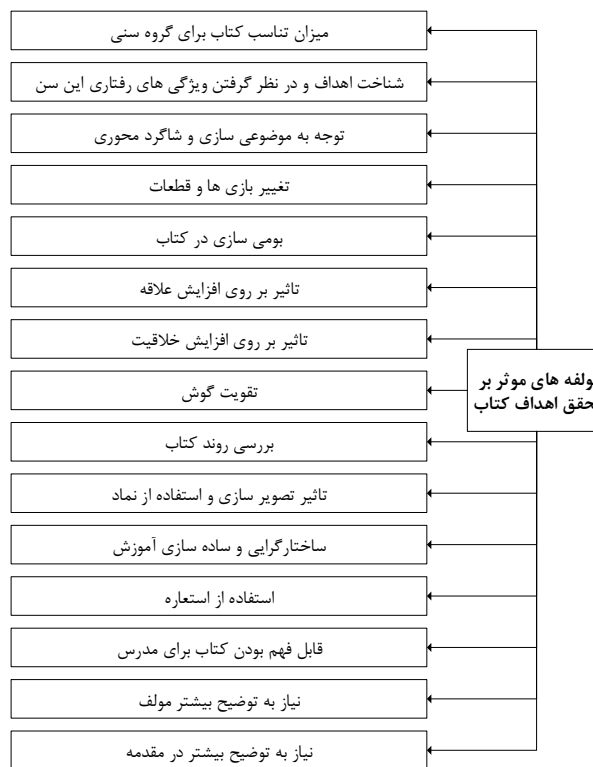 میزان تناسب کتاب برای گروه سنی
شناخت اهداف و در نظر گرفتن ویژگی های رفتاری این سن
توجه به موضوعی سازی و شاگرد محوری
تغییر بازی ها و قطعات
بومی سازی در کتاب
تاثیر بر روی افزایش علاقه
تاثیر بر روی افزایش خلاقیت
ولفه های موثر بر
حقق اهداف کتاب
تقویت گوش
بررسی روند کتاب
تاثیر تصویر سازی و استفاده از نماد
ساختارگرایی و ساده سازی آموزش
استفاده از استعاره
قابل فهم بودن کتاب برای مدرس
نیاز به توضیح بیشتر مولف
نیاز به توضیح بیشتر در مقدمه